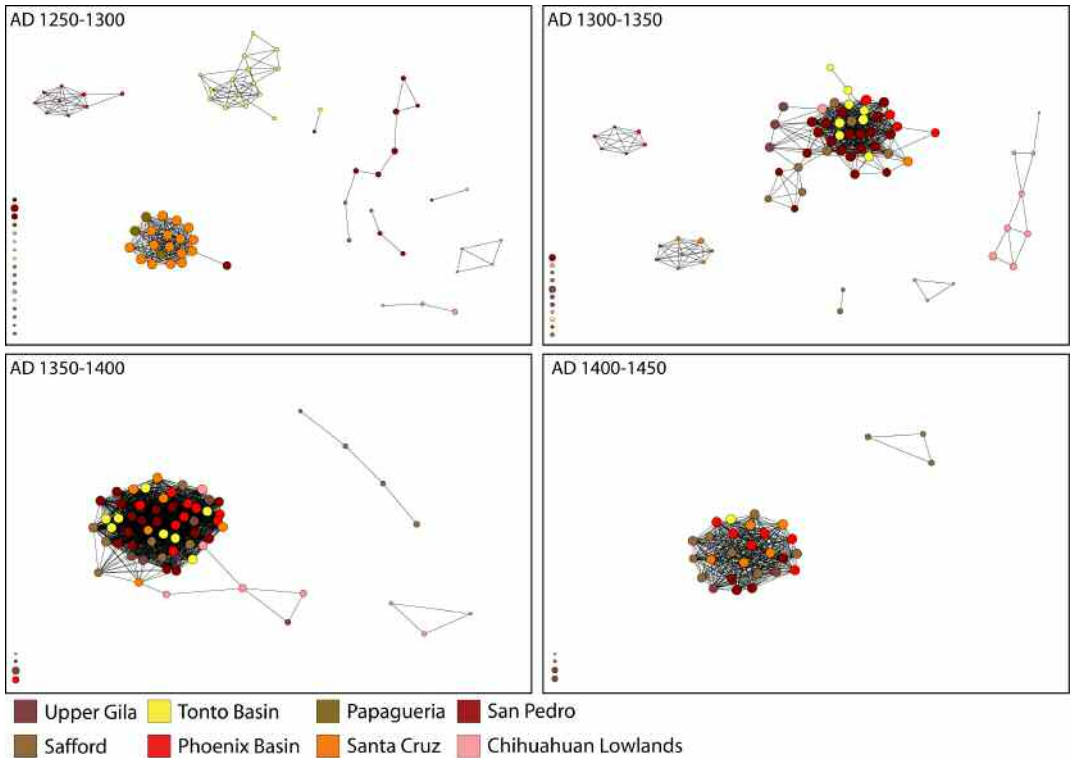 AD 1250-1300
AD 1300-1350
AD 1350-1400
AD 1400-1450
Upper Gila Tonto Basin Papagueria San Pedro
Safford Phoenix Basin Santa Cruz Chihuahuan Lowlands